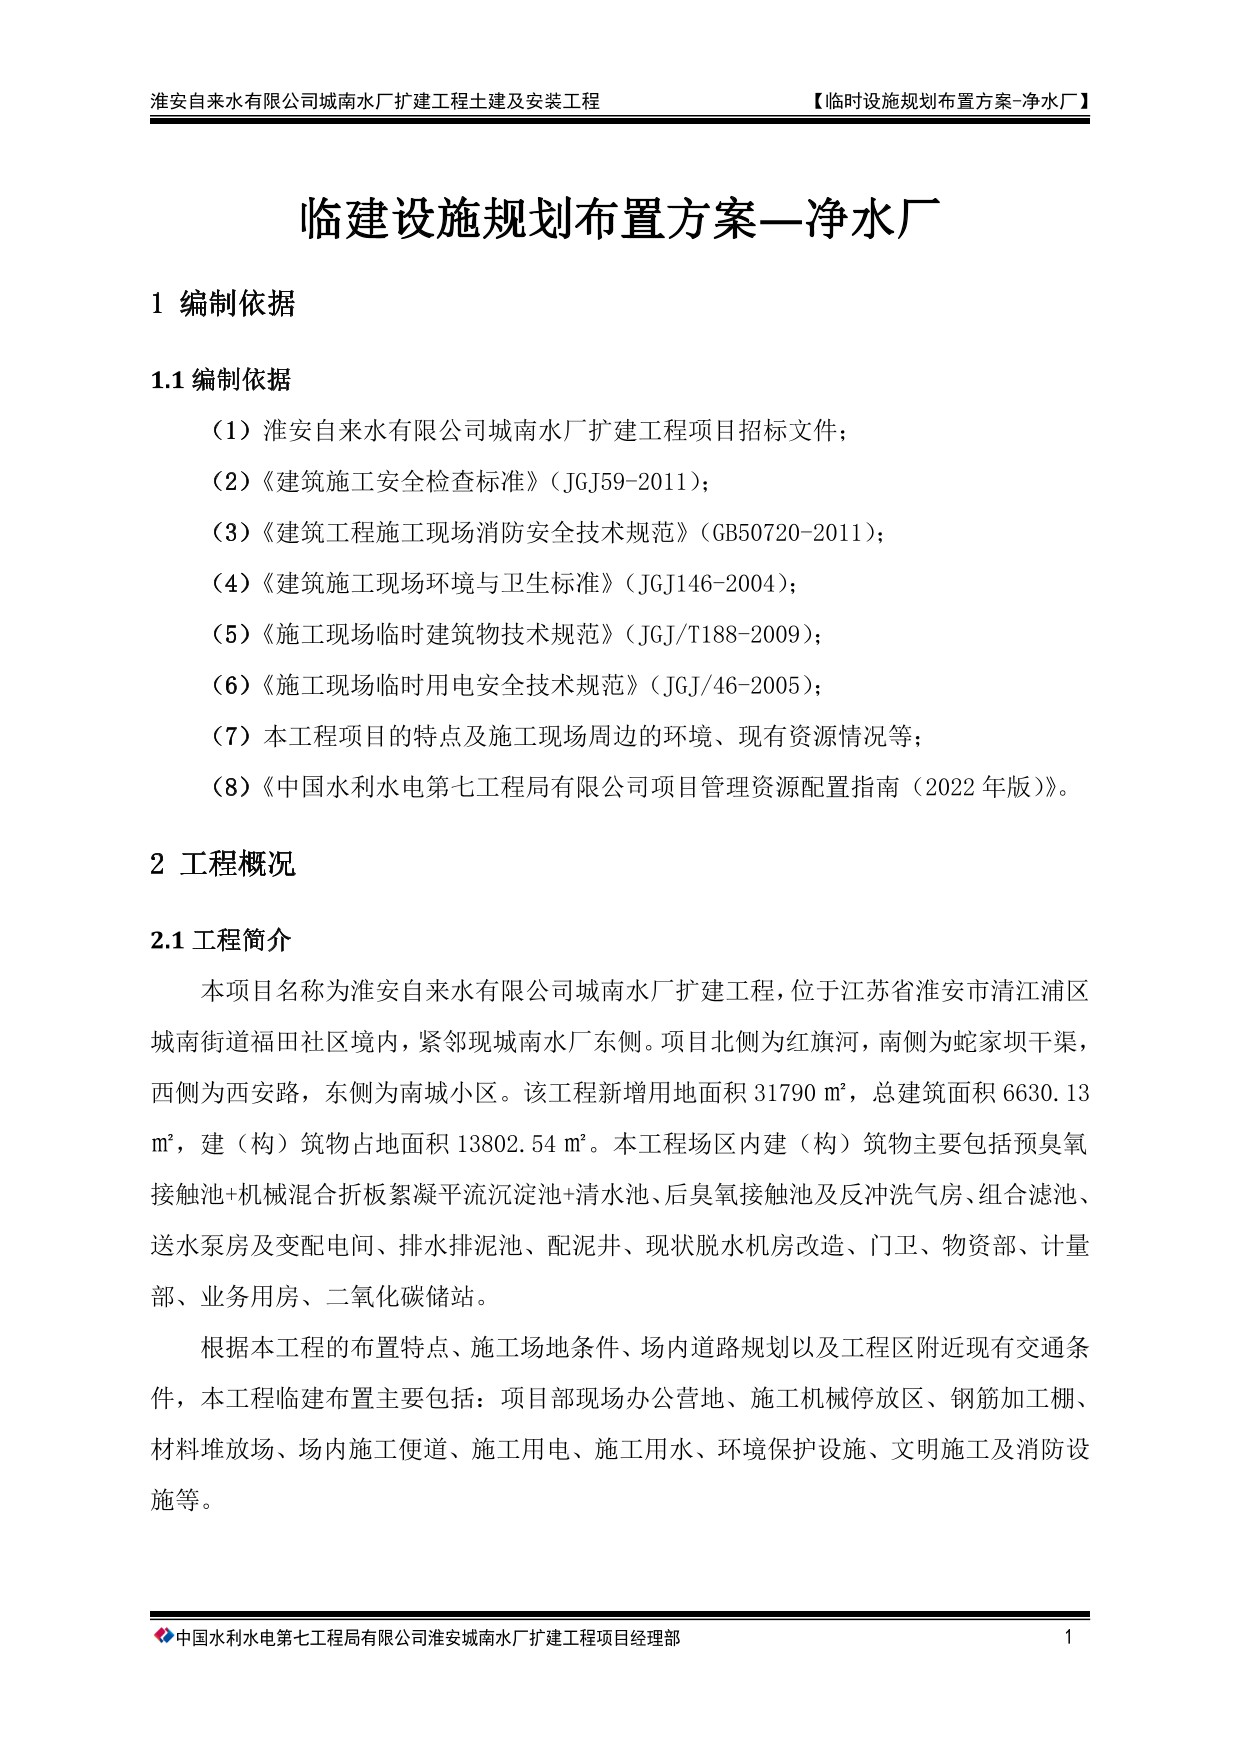 淮安自来水有限公司城南水厂扩建工程土建及安装工程
【临时设施规划布置方案-净水厂】
临建设施规划布置方案—净水厂
1 编制依据
1.1 编制依据
（1）淮安自来水有限公司城南水厂扩建工程项目招标文件；
（2）《建筑施工安全检查标准》（JGJ59-2011）；
（3）《建筑工程施工现场消防安全技术规范》（GB50720-2011）；
（4）《建筑施工现场环境与卫生标准》（JGJ146-2004）；
（5）《施工现场临时建筑物技术规范》（JGJ/T188-2009）；
（6）《施工现场临时用电安全技术规范》（JGJ/46-2005）；
（7）本工程项目的特点及施工现场周边的环境、现有资源情况等；
（8）《中国水利水电第七工程局有限公司项目管理资源配置指南（2022 年版）》。
2 工程概况
2.1 工程简介
本项目名称为淮安自来水有限公司城南水厂扩建工程，位于江苏省淮安市清江浦区
城南街道福田社区境内，紧邻现城南水厂东侧。项目北侧为红旗河，南侧为蛇家坝干渠，
西侧为西安路，东侧为南城小区。该工程新增用地面积 31790 ㎡，总建筑面积 6630.13
㎡，建（构）筑物占地面积 13802.54 ㎡。本工程场区内建（构）筑物主要包括预臭氧
接触池+机械混合折板絮凝平流沉淀池+清水池、后臭氧接触池及反冲洗气房、组合滤池、
送水泵房及变配电间、排水排泥池、配泥井、现状脱水机房改造、门卫、物资部、计量
部、业务用房、二氧化碳储站。
根据本工程的布置特点、施工场地条件、场内道路规划以及工程区附近现有交通条
件，本工程临建布置主要包括：项目部现场办公营地、施工机械停放区、钢筋加工棚、
材料堆放场、场内施工便道、施工用电、施工用水、环境保护设施、文明施工及消防设
施等。
中国水利水电第七工程局有限公司淮安城南水厂扩建工程项目经理部
1